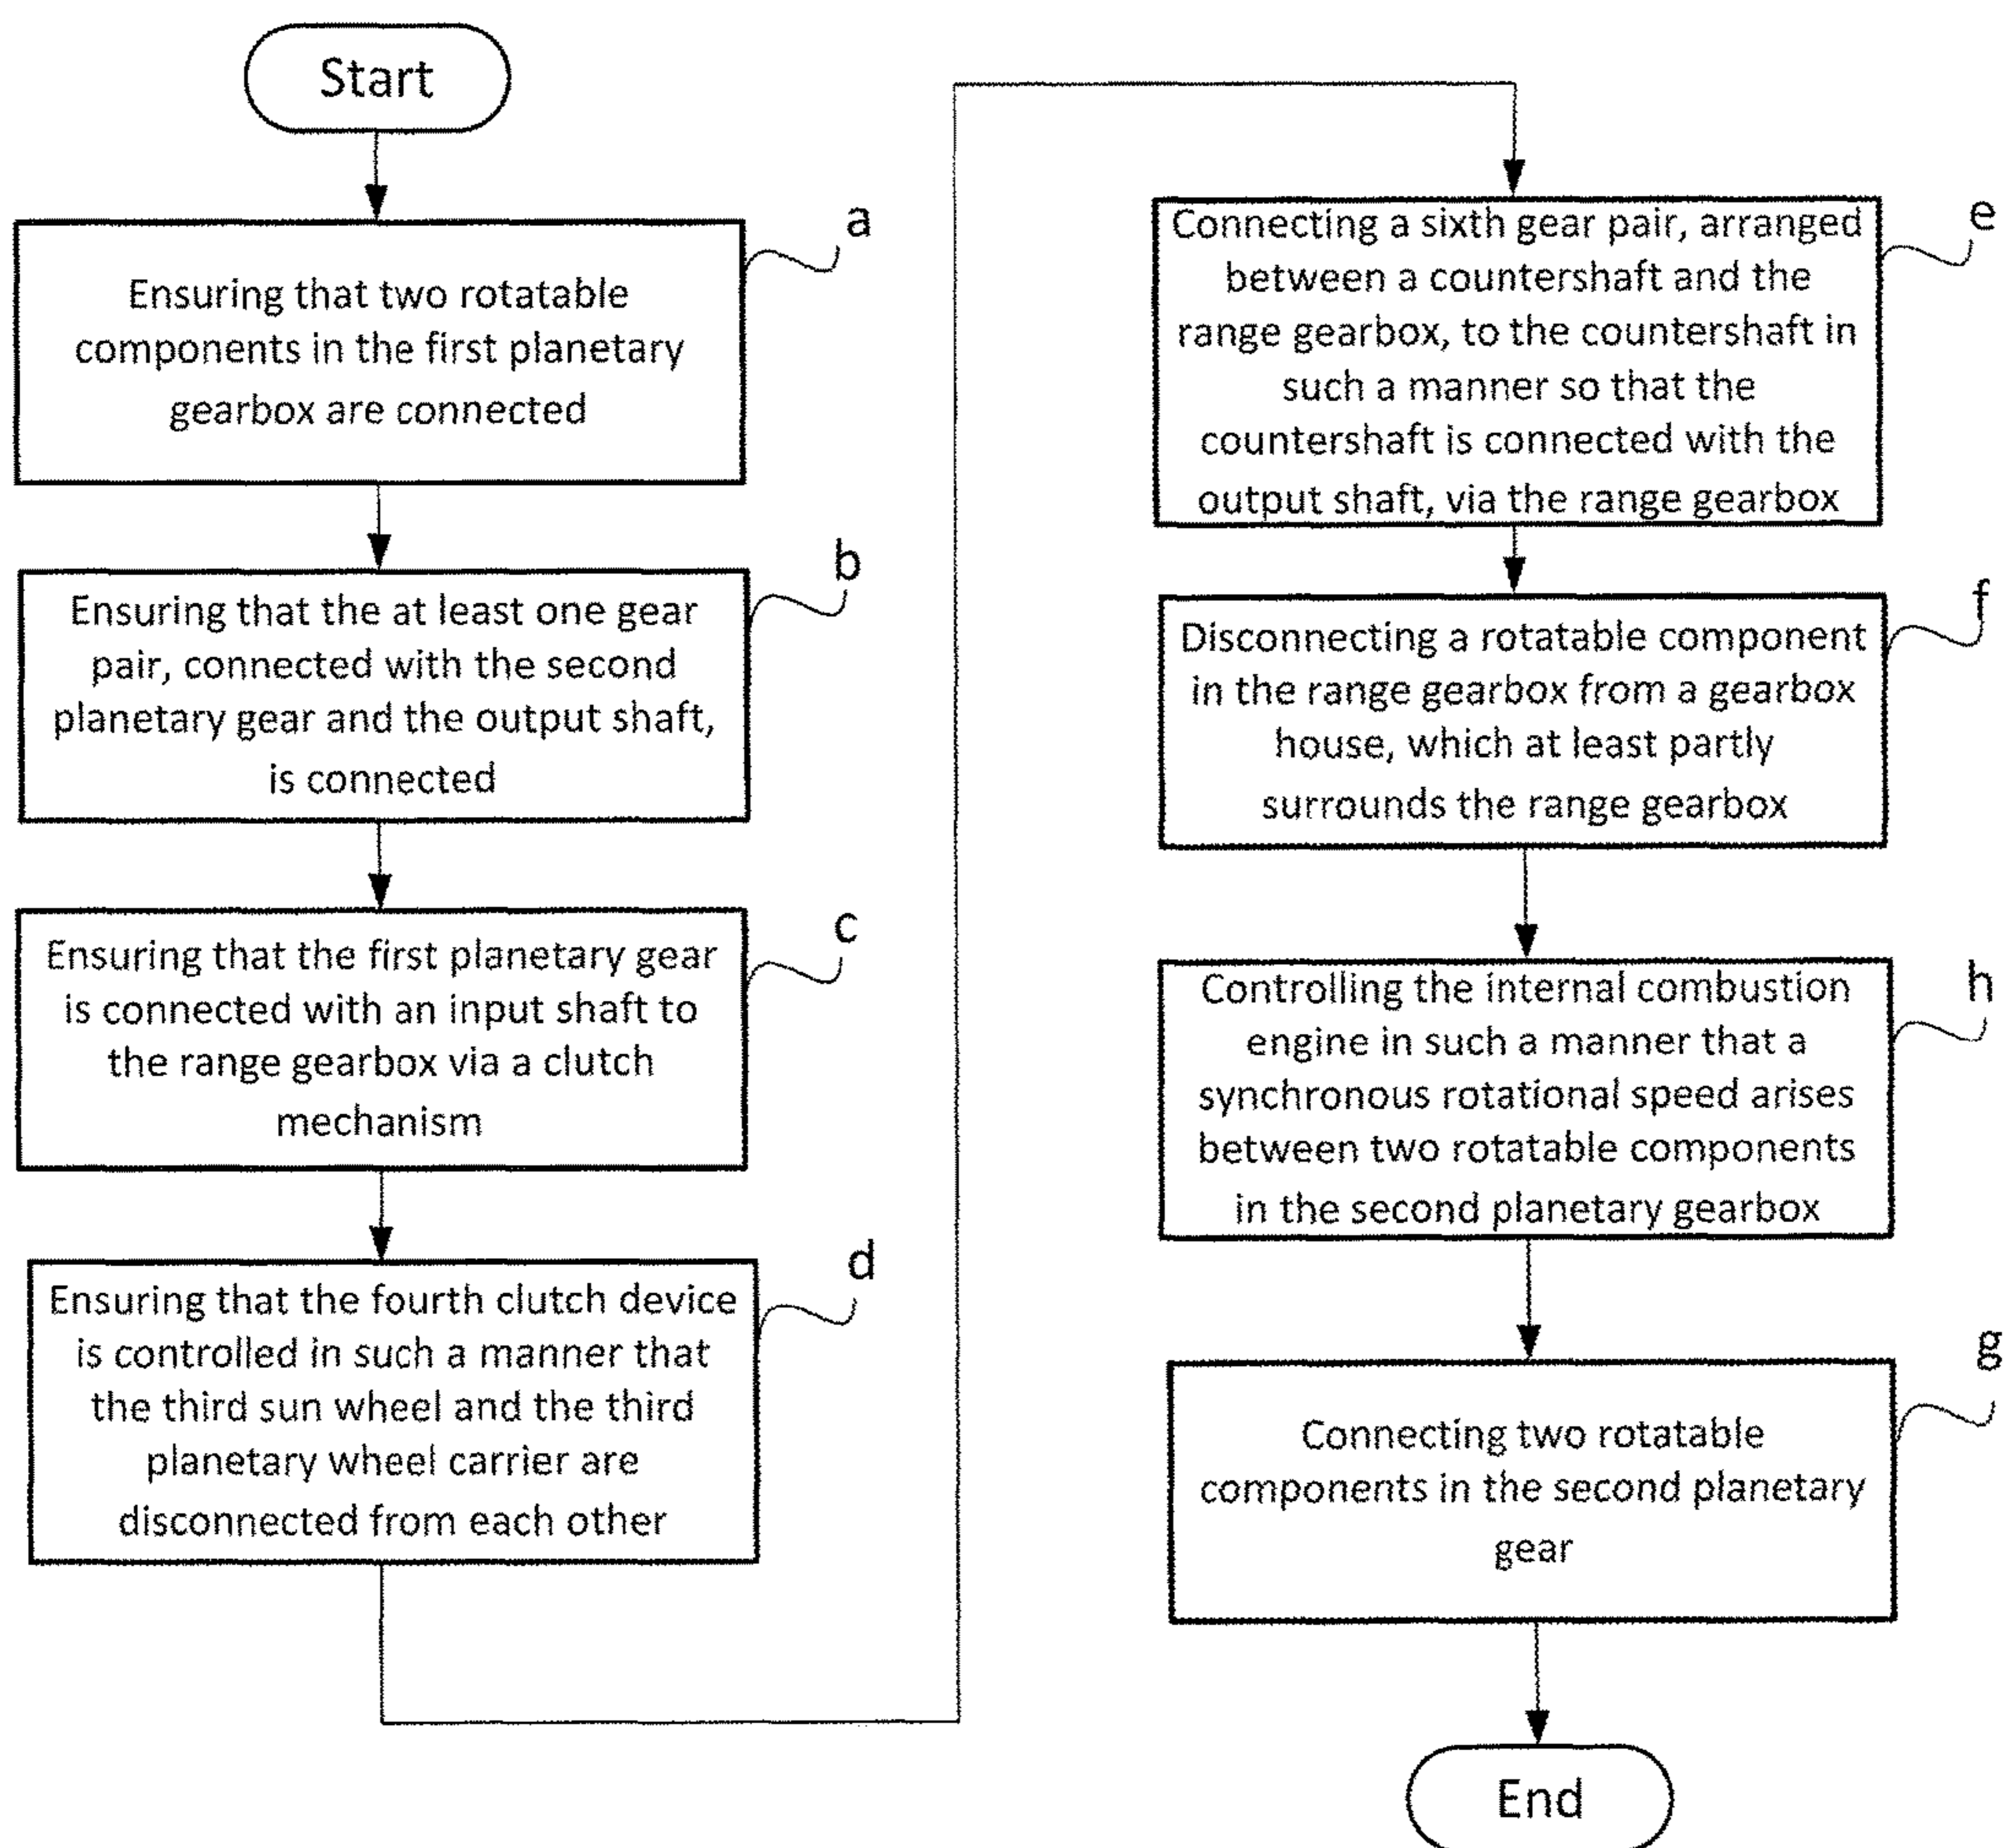 Start
a
Ensuring that two rotatable
components in the first planetary
gearbox are connected
b
Ensuring that the at least one gear
pair, connected with the second
planetary gear and the output shaft,
is connected
c
Ensuring that the first planetary gear
is connected with an input shaft to
the range gearbox via a clutch
mechanism
d
Ensuring that the fourth clutch device
is controlled in such a manner that
the third sun wheel and the third
planetary wheel carrier are
disconnected from each other
e
Connecting a sixth gear pair, arranged
between a countershaft and the
range gearbox, to the countershaft in
such a manner so that the
countershaft is connected with the
output shaft, via the range gearbox
f
Disconnecting a rotatable component
in the range gearbox from a gearbox
house, which at least partly
surrounds the range gearbox
h
Controlling the internal combustion
engine in such a manner that a
synchronous rotational speed arises
between two rotatable components
in the second planetary gearbox
g
Connecting two rotatable
components in the second planetary
gear
End